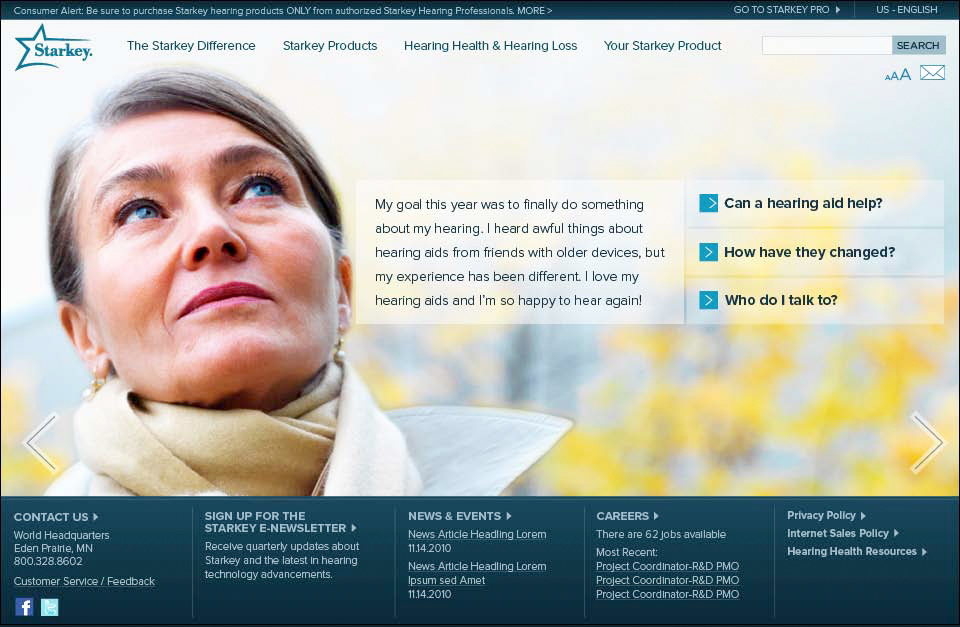 Consumer Alert: Be sure to purchase Starkey hearing products ONLY from authorized Starkey Hearing Professionals. MORE >
GO TO STARKEY PRO
US - ENGLISH
Starkey.
The Starkey Difference
Starkey Products
Hearing Health & Hearing Loss
Your Starkey Product
SEARCH
AAA
My goal this year was to finally do something
about my hearing. I heard awful things about
hearing aids from friends with older devices, but
my experience has been different. I love my
hearing aids and I'm so happy to hear again!
Can a hearing aid help?
How have they changed?
Who do I talk to?
CONTACT US
World Headquarters
Eden Prairie, MN
800.328.8602
Customer Service / Feedback
SIGN UP FOR THE
STARKEY E-NEWSLETTER
Receive quarterly updates about
Starkey and the latest in hearing
technology advancements.
NEWS & EVENTS
News Article Headling Lorem
11.14.2010
News Article Headling Lorem
Ipsum sed Amet
11.14.2010
CAREERS
There are 62 jobs available
Most Recent:
Project Coordinator-R&D PMO
Project Coordinator-R&D PMO
Project Coordinator-R&D PMO
Privacy Policy
Internet Sales Policy
Hearing Health Resources